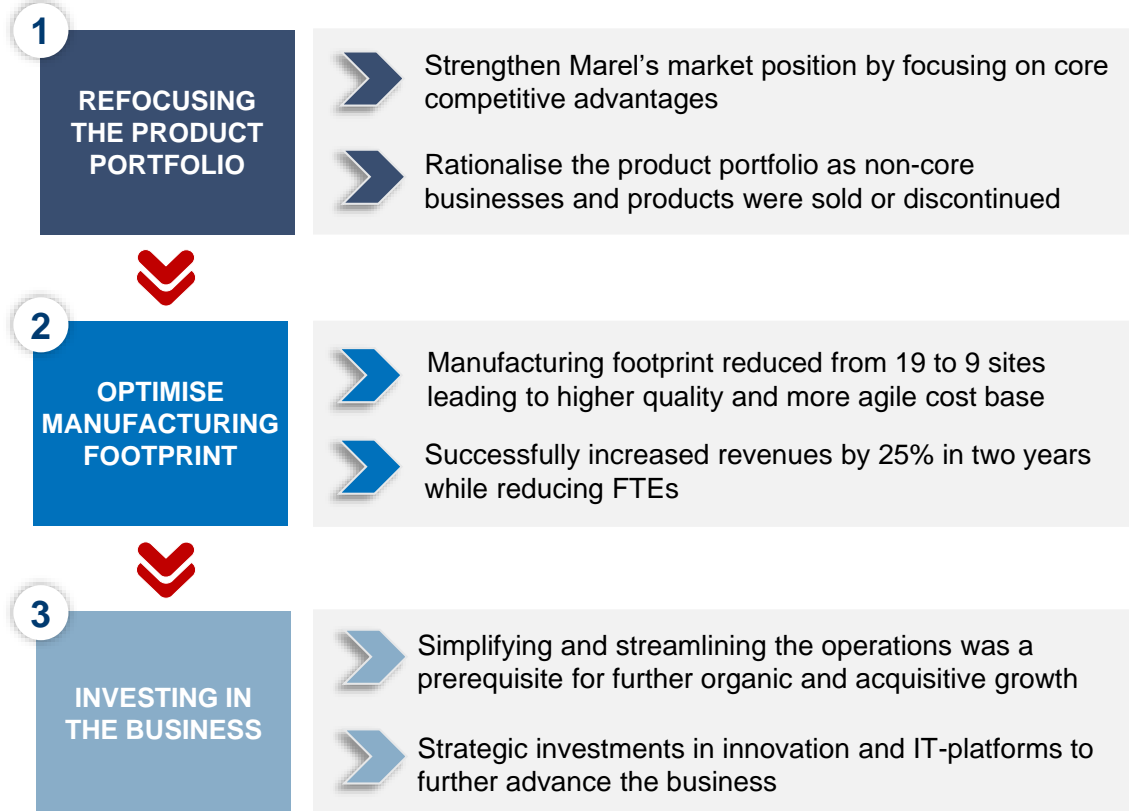 1
REFOCUSING
THE PRODUCT
PORTFOLIO
Strengthen Marel's market position by focusing on core
competitive advantages
Rationalise the product portfolio as non-core
businesses and products were sold or discontinued
2
OPTIMISE
MANUFACTURING
FOOTPRINT
Manufacturing footprint reduced from 19 to 9 sites
leading to higher quality and more agile cost base
Successfully increased revenues by 25% in two years
while reducing FTEs
3
INVESTING IN
THE BUSINESS
Simplifying and streamlining the operations was a
prerequisite for further organic and acquisitive growth
Strategic investments in innovation and IT-platforms to
further advance the business